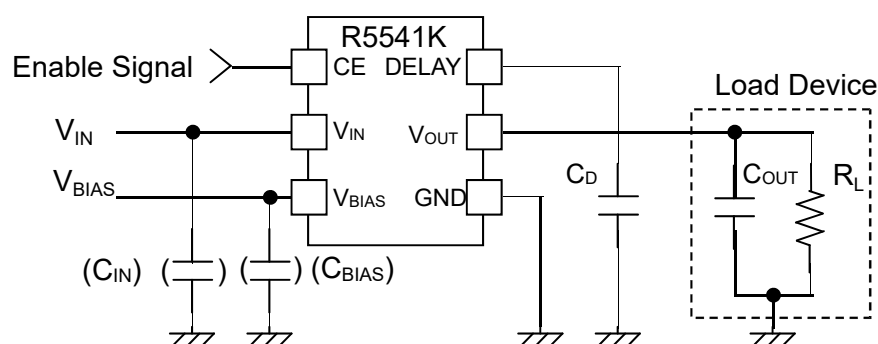 R5541K
Enable Signal
CE DELAY
Load Device
VIN
VIN
VOUT
VBIAS
VBIAS
GND
CD
COUT
RL
(CIN) ( ) ( ) (CBIAS)